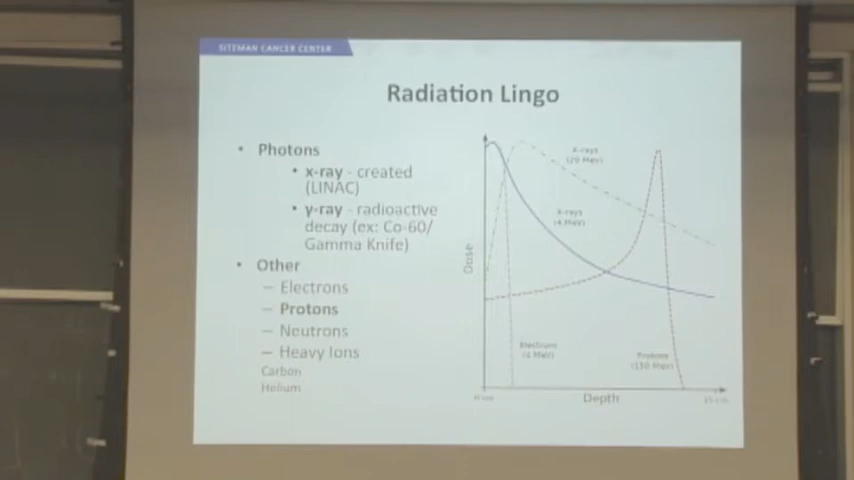 SITEMAN CANCER CENTER
Radiation Lingo
• Photons
• x-ray - created
(LINAC)
• γ-ray - radioactive
decay (ex: Co-60/
Gamma Knife)
• Other
– Electrons
– Protons
– Neutrons
– Heavy Ions
Carbon
Helium
X-rays
(20 MeV)
X-rays
(4 MeV)
Dose
Electrons
(4 MeV)
Protons
(150 MeV)
Depth